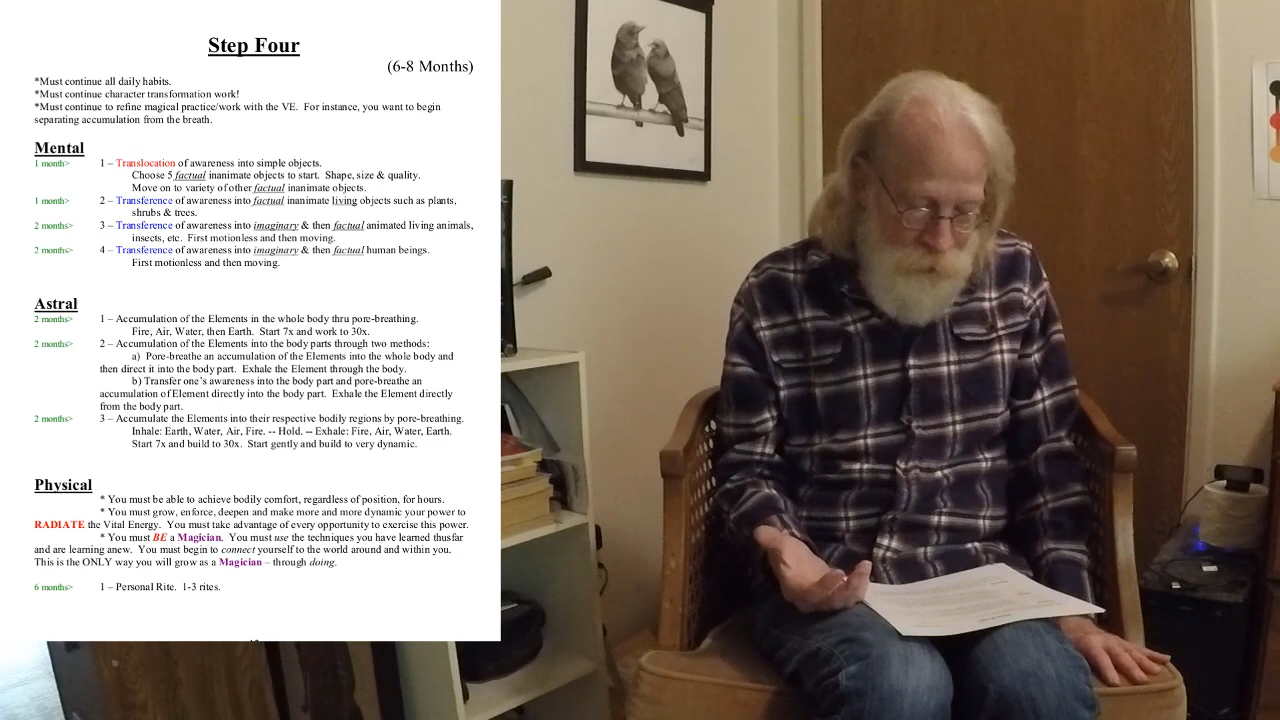 Step Four
(6-8 Months)
*Must continue all daily habits.
*Must continue character transformation work!
*Must continue to refine magical practice/work with the VE.  For instance, you want to begin
separating accumulation from the breath.
Mental
1 month> 1 – Translocation of awareness into simple objects.
Choose 5 factual inanimate objects to start.  Shape, size & quality.
Move on to variety of other factual inanimate objects.
1 month> 2 – Transference of awareness into factual inanimate living objects such as plants,
shrubs & trees.
2 months> 3 – Transference of awareness into imaginary & then factual animated living animals,
insects, etc.  First motionless and then moving.
2 months> 4 – Transference of awareness into imaginary & then factual human beings.
First motionless and then moving.
Astral
2 months> 1 – Accumulation of the Elements in the whole body thru pore-breathing.
Fire, Air, Water, then Earth.  Start 7x and work to 30x.
2 months> 2 – Accumulation of the Elements into the body parts through two methods:
a)  Pore-breathe an accumulation of the Elements into the whole body and
then direct it into the body part.  Exhale the Element through the body.
b) Transfer one's awareness into the body part and pore-breathe an
accumulation of Element directly into the body part.  Exhale the Element directly
from the body part.
2 months> 3 – Accumulate the Elements into their respective bodily regions by pore-breathing.
Inhale: Earth, Water, Air, Fire. -- Hold. -- Exhale: Fire, Air, Water, Earth.
Start 7x and build to 30x.  Start gently and build to very dynamic.
Physical
* You must be able to achieve bodily comfort, regardless of position, for hours.
* You must grow, enforce, deepen and make more and more dynamic your power to
RADIATE the Vital Energy.  You must take advantage of every opportunity to exercise this power.
* You must BE a Magician.  You must use the techniques you have learned thusfar
and are learning anew.  You must begin to connect yourself to the world around and within you.
This is the ONLY way you will grow as a Magician – through doing.
6 months> 1 – Personal Rite.  1-3 rites.